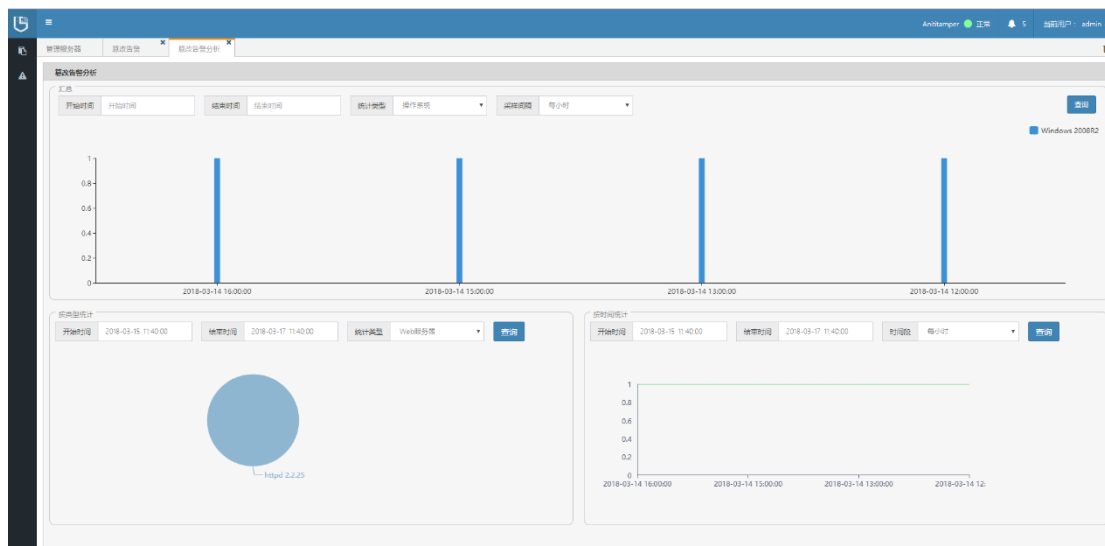 Anititamper 正常 5 当前用户: admin
管理服务器 篡改告警 篡改告警分析
篡改告警分析
汇总
开始时间 开始时间 结束时间 结束时间 统计类型 操作系统 采样间隔 每小时 查询
Windows 2008R2
1
0.8
0.6
0.4
0.2
0
2018-03-14 16:00:00 2018-03-14 15:00:00 2018-03-14 13:00:00 2018-03-14 12:00:00
按类型统计
开始时间 2018-03-15 11:40:00 结束时间 2018-03-17 11:40:00 统计类型 Web服务器 查询
httpd 2.2.25
按时间统计
开始时间 2018-03-15 11:40:00 结束时间 2018-03-17 11:40:00 时间段 每小时 查询
1
0.8
0.6
0.4
0.2
0
2018-03-14 16:00:00 2018-03-14 15:00:00 2018-03-14 13:00:00 2018-03-14 12: